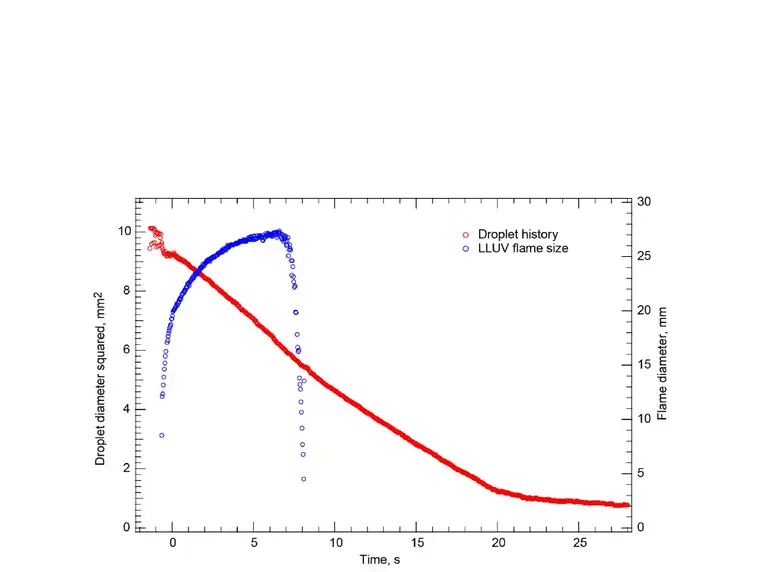 Droplet history
LLUV flame size
10
8
6
4
2
0
Droplet diameter squared, mm2
30
25
20
15
10
5
0
Flame diameter, mm
0 5 10 15 20 25
Time, s